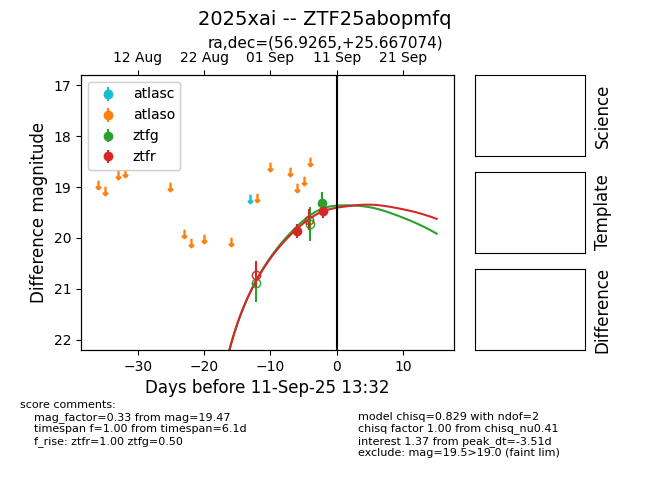 2025xai -- ZTF25abopmfq
ra,dec=(56.9265,+25.667074)
12 Aug 22 Aug 01 Sep 11 Sep 21 Sep
17
18
19
20
21
22
Difference magnitude
atlasc
atlaso
ztfg
ztfr
−30 −20 −10 0 10
Days before 11-Sep-25 13:32
Science
Template
Difference
score comments:
mag_factor=0.33 from mag=19.47
timespan f=1.00 from timespan=6.1d
f_rise: ztfr=1.00 ztfg=0.50
model chisq=0.829 with ndof=2
chisq factor 1.00 from chisq_nu0.41
interest 1.37 from peak_dt=-3.51d
exclude: mag=19.5>19.0 (faint lim)